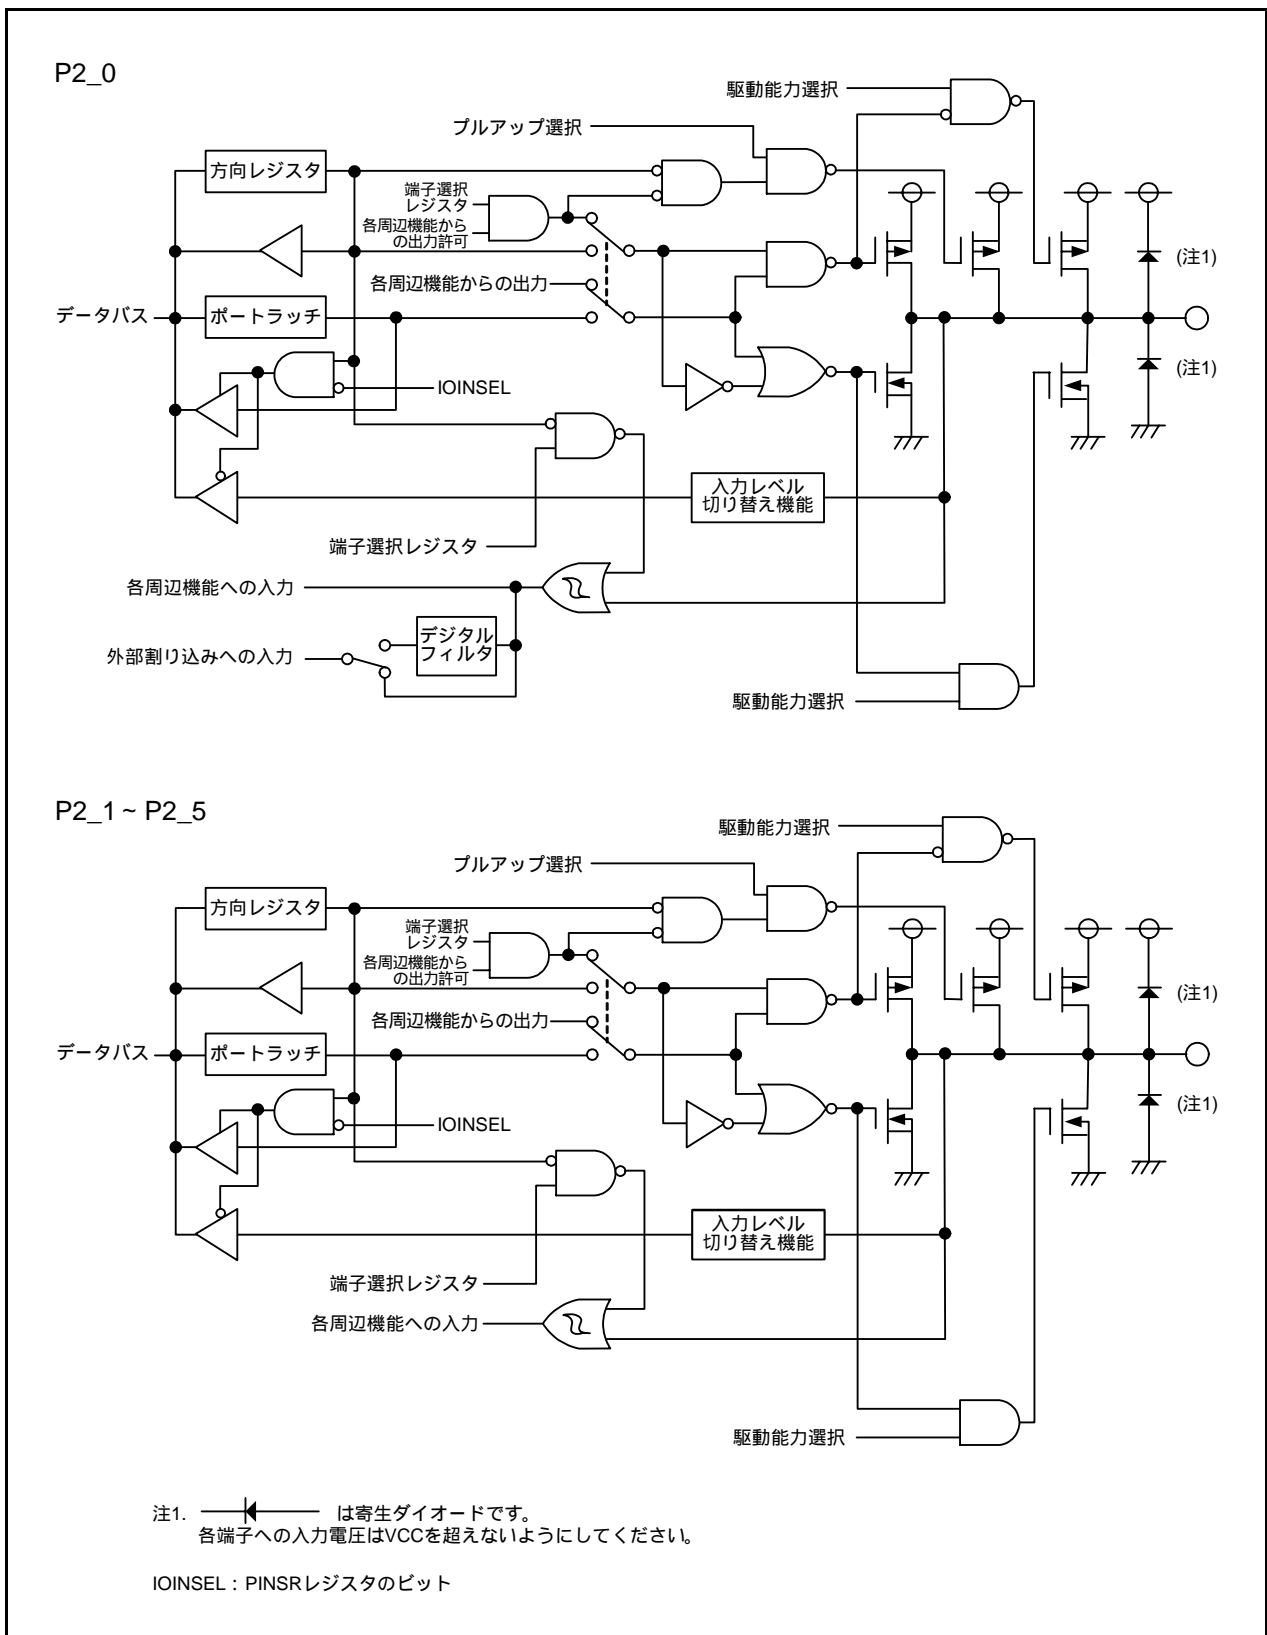 P2_0
駆動能力選択
プルアップ選択
方向レジスタ
端子選択
レジスタ
各周辺機能から
の出力許可
(注1)
各周辺機能からの出力
データバス
ポートラッチ
(注1)
IOINSEL
入力レベル
切り替え機能
端子選択レジスタ
各周辺機能への入力
デジタル
フィルタ
外部割り込みへの入力
駆動能力選択
P2_1～P2_5
駆動能力選択
プルアップ選択
方向レジスタ
端子選択
レジスタ
各周辺機能から
の出力許可
(注1)
各周辺機能からの出力
データバス
ポートラッチ
(注1)
IOINSEL
入力レベル
切り替え機能
端子選択レジスタ
各周辺機能への入力
駆動能力選択
注1. は寄生ダイオードです。
各端子への入力電圧はVCCを超えないようにしてください。
IOINSEL：PINSRレジスタのビット